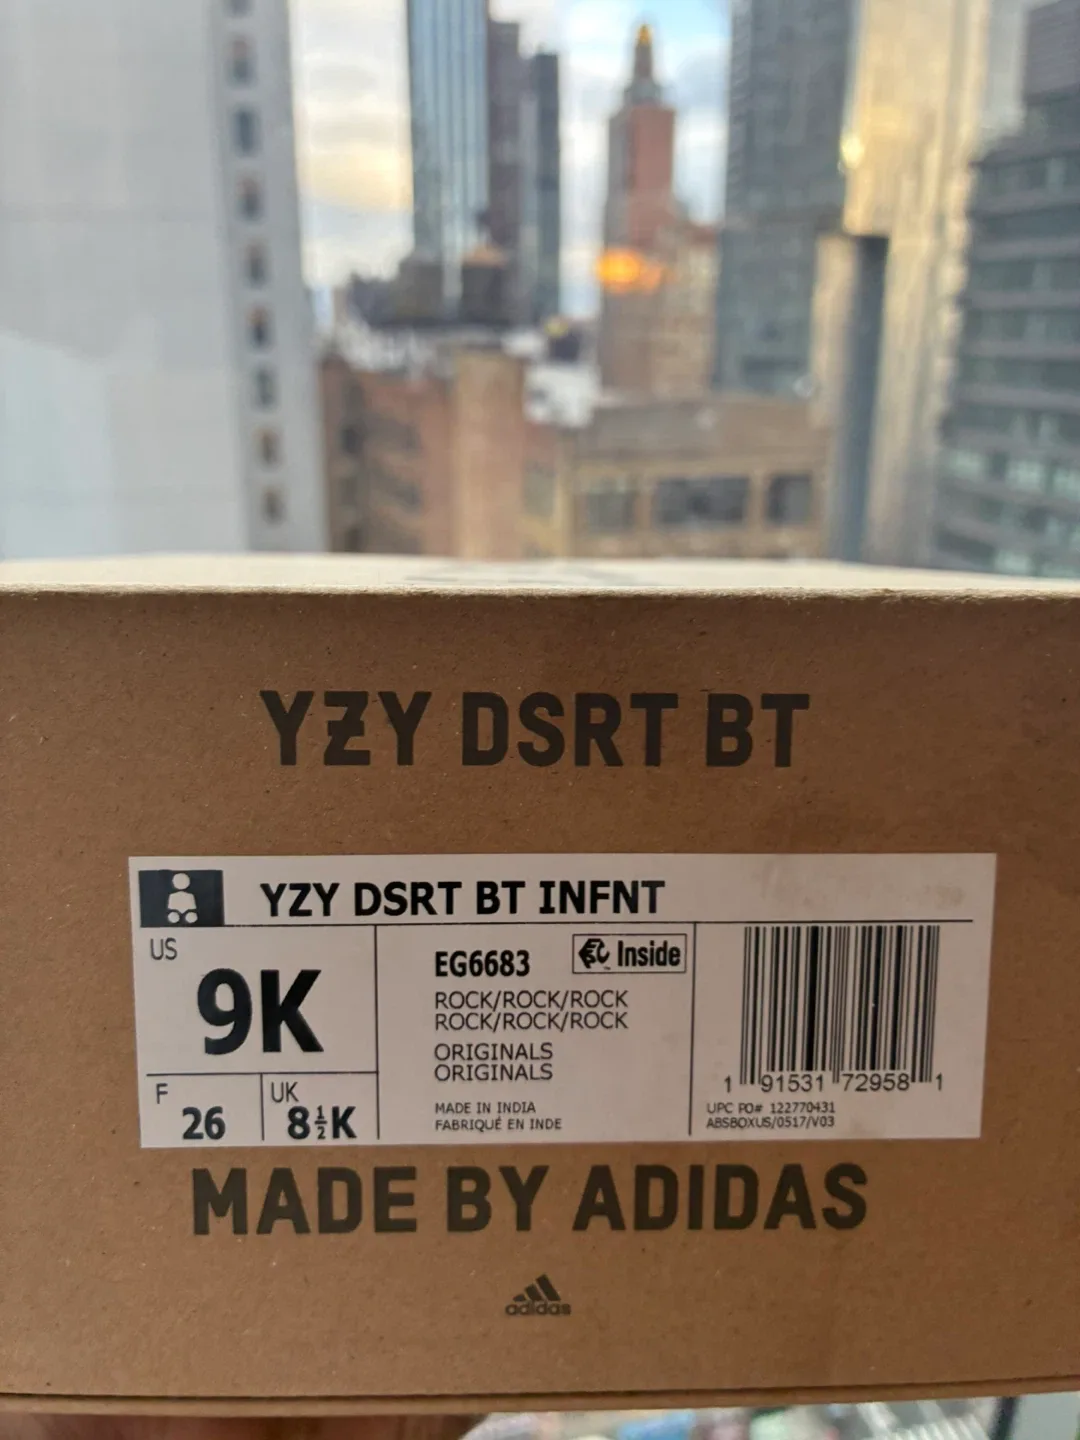 YZY DSRT BT
YZY DSRT BT INFNT
US
9K
F
26
UK
8½K
EG6683
Inside
ROCK/ROCK/ROCK
ROCK/ROCK/ROCK
ORIGINALS
ORIGINALS
MADE IN INDIA
FABRIQUÉ EN INDE
1 91531 72958 1
UPC PO# 122770431
ABSBOXUS/0517/V03
MADE BY ADIDAS
adidas